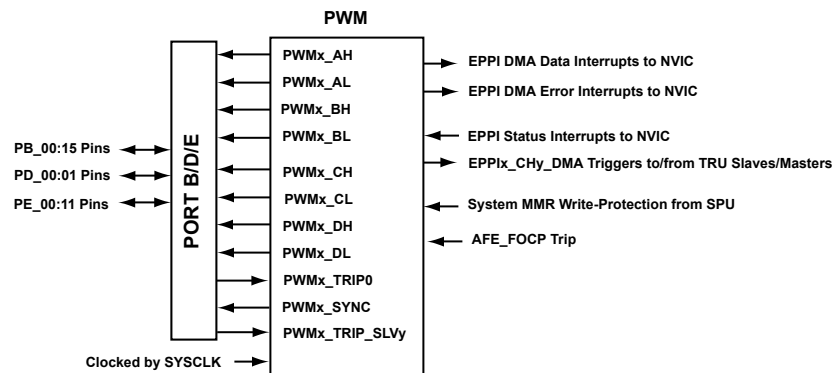 PWM
PB_00:15 Pins
PD_00:01 Pins
PE_00:11 Pins
PORT B/D/E
PWMx_AH
PWMx_AL
PWMx_BH
PWMx_BL
PWMx_CH
PWMx_CL
PWMx_DH
PWMx_DL
PWMx_TRIP0
PWMx_SYNC
PWMx_TRIP_SLVy
Clocked by SYSCLK
EPPI DMA Data Interrupts to NVIC
EPPI DMA Error Interrupts to NVIC
EPPI Status Interrupts to NVIC
EPPIx_CHy_DMA Triggers to/from TRU Slaves/Masters
System MMR Write-Protection from SPU
AFE_FOCP Trip